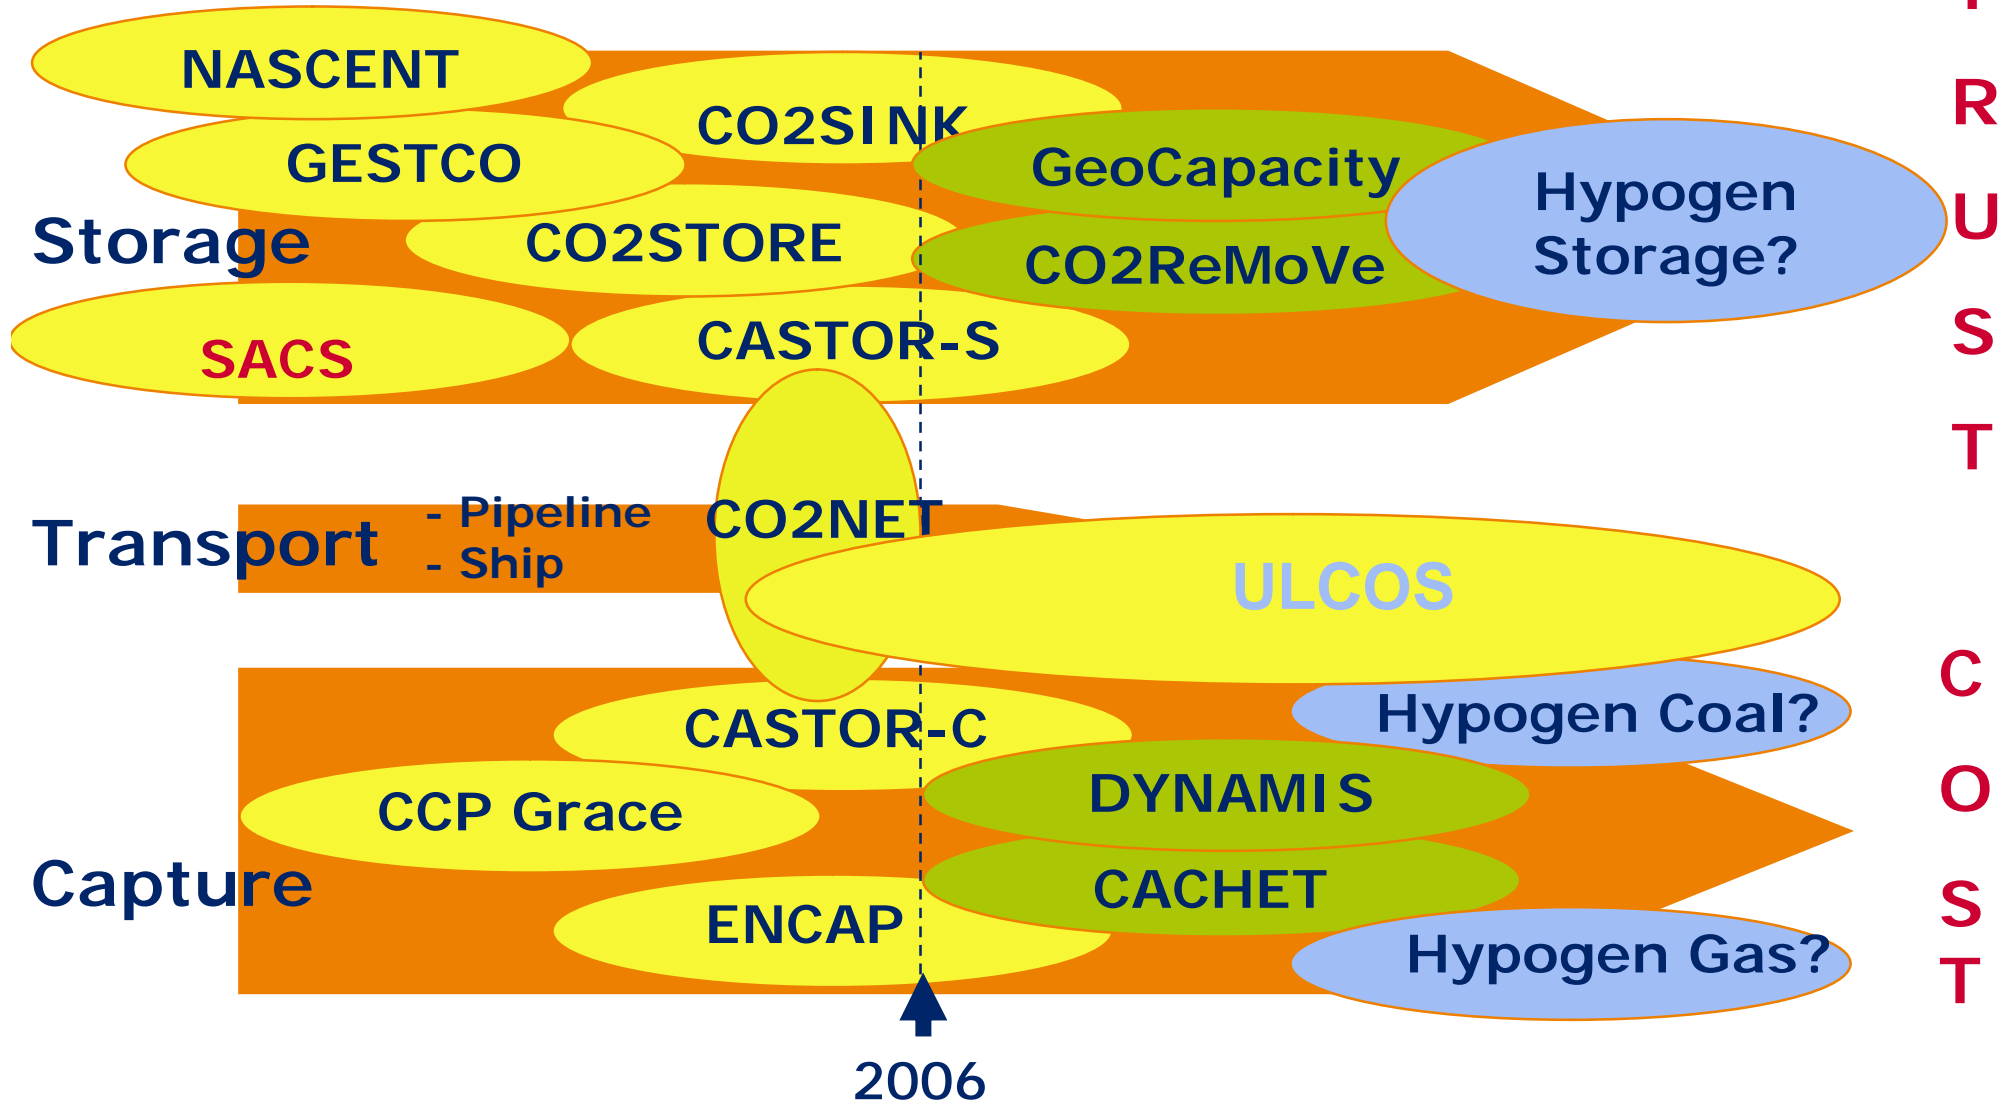 NASCENT
CO2SINK
GESTCO
GeoCapacity
Hypogen
Storage?
Storage
CO2STORE
CO2ReMoVe
SACS
CASTOR-S
Transport
- Pipeline
- Ship
CO2NET
ULCOS
Hypogen Coal?
CASTOR-C
DYNAMIS
CCP Grace
Capture
CACHET
ENCAP
Hypogen Gas?
2006
T
R
U
S
T
C
O
S
T